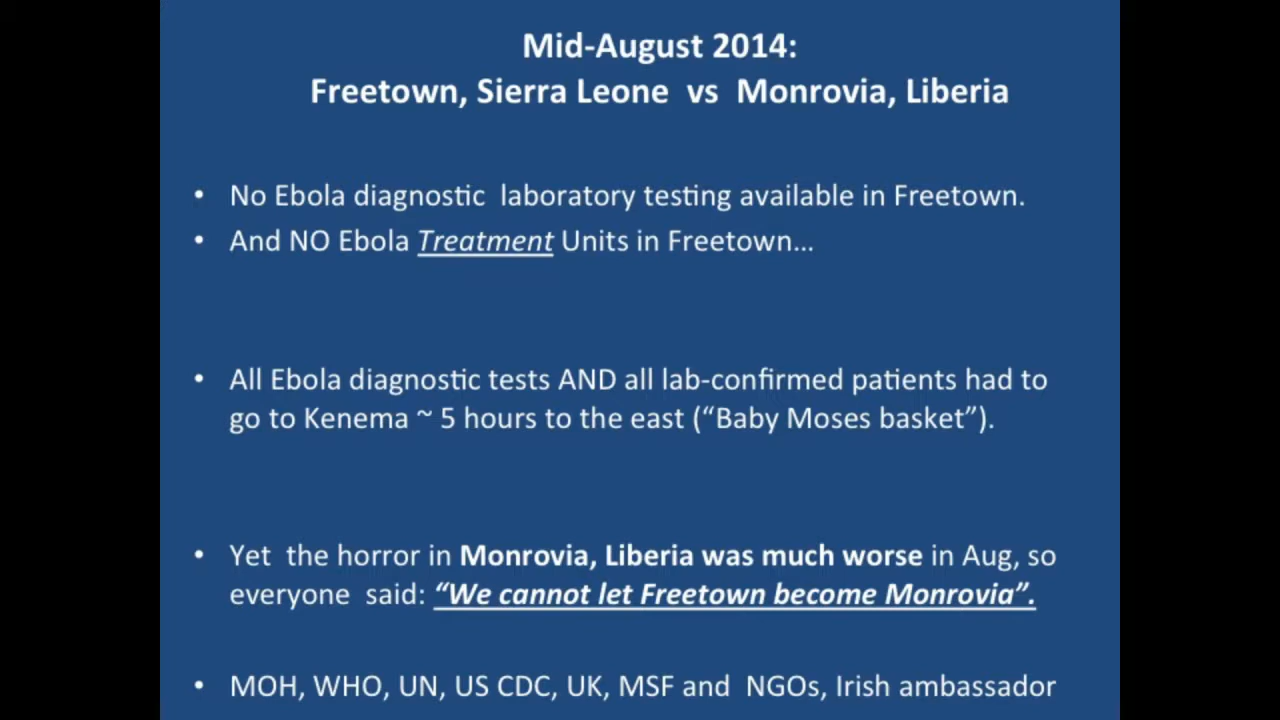 Mid-August 2014:
Freetown, Sierra Leone vs Monrovia, Liberia
• No Ebola diagnostic laboratory testing available in Freetown.
• And NO Ebola Treatment Units in Freetown...
• All Ebola diagnostic tests AND all lab-confirmed patients had to
go to Kenema ~ 5 hours to the east (“Baby Moses basket”).
• Yet the horror in Monrovia, Liberia was much worse in Aug, so
everyone said: “We cannot let Freetown become Monrovia”.
• MOH, WHO, UN, US CDC, UK, MSF and NGOs, Irish ambassador